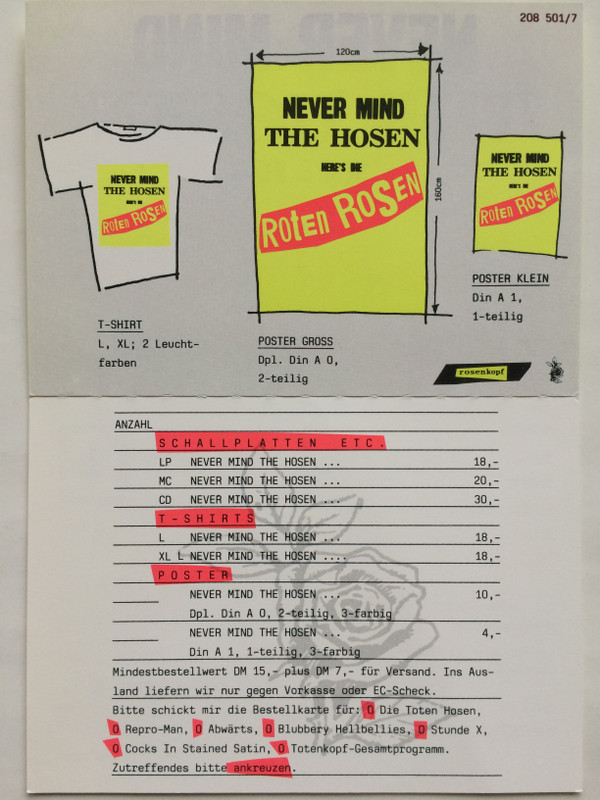 208 501/7
120cm
NEVER MIND
THE HOSEN
HERE'S DIE
ROTEN ROSEN
160cm
NEVER MIND
THE HOSEN
HERE'S DIE
ROTEN ROSEN
NEVER MIND
THE HOSEN
HERE'S DIE
ROTEN ROSEN
T-SHIRT
L, XL; 2 Leucht-
farben
POSTER GROSS
Dpl. Din A 0,
2-teilig
POSTER KLEIN
Din A 1,
1-teilig
rosenkopf
ANZAHL
SCHALLPLATTEN ETC.
LP NEVER MIND THE HOSEN ... 18,-
MC NEVER MIND THE HOSEN ... 20,-
CD NEVER MIND THE HOSEN ... 30,-
T-SHIRTS
L NEVER MIND THE HOSEN ... 18,-
XL L NEVER MIND THE HOSEN .... 18,-
POSTER
NEVER MIND THE HOSEN ... 10,-
Dpl. Din A 0, 2-teilig, 3-farbig
NEVER MIND THE HOSEN ... 4,-
Din A 1, 1-teilig, 3-farbig
Mindestbestellwert DM 15,- plus DM 7,- für Versand. Ins Aus-
land liefern wir nur gegen Vorkasse oder EC-Scheck.
Bitte schickt mir die Bestellkarte für: O Die Toten Hosen,
O Repro-Man, O Abwärts, O Blubbery Hellbellies, O Stunde X,
O Cocks In Stained Satin, O Totenkopf-Gesamtprogramm.
Zutreffendes bitte ankreuzen.